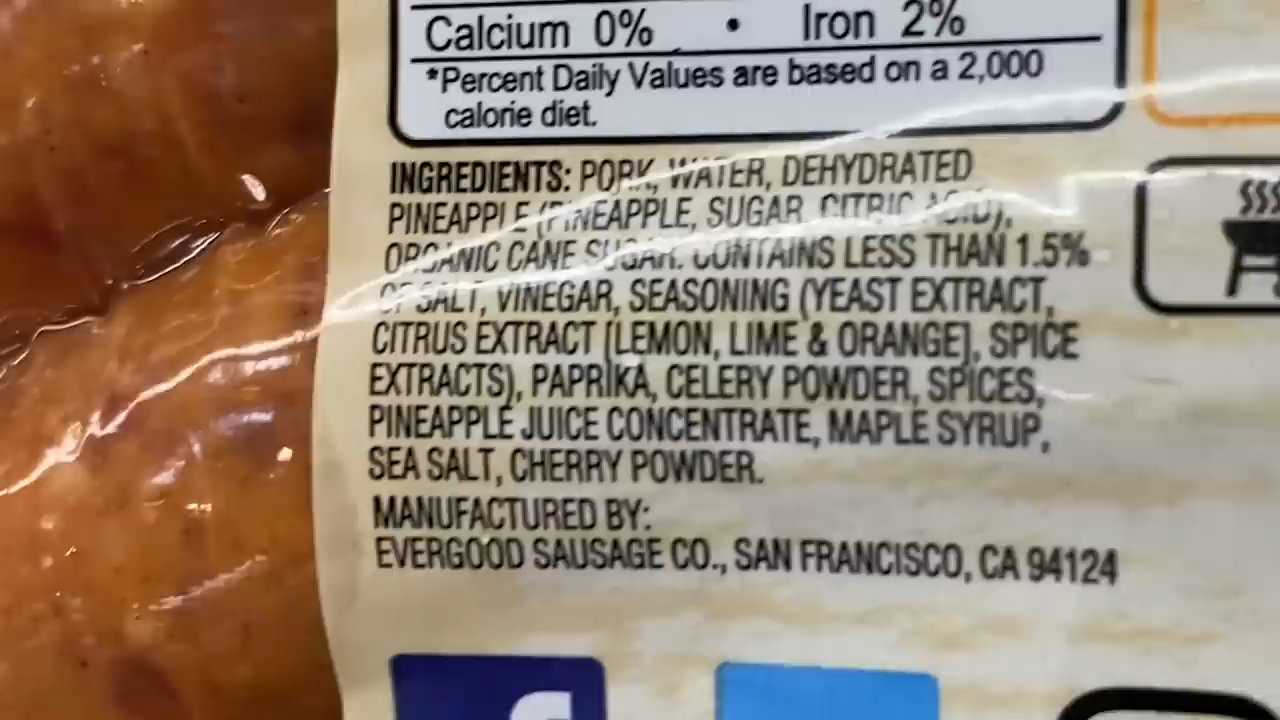 Calcium 0% • Iron 2%
*Percent Daily Values are based on a 2,000
calorie diet.
INGREDIENTS: PORK, WATER, DEHYDRATED
PINEAPPLE (PINEAPPLE, SUGAR, CITRIC ACID),
ORGANIC CANE SUGAR. CONTAINS LESS THAN 1.5%
OF SALT, VINEGAR, SEASONING (YEAST EXTRACT,
CITRUS EXTRACT [LEMON, LIME & ORANGE], SPICE
EXTRACTS), PAPRIKA, CELERY POWDER, SPICES,
PINEAPPLE JUICE CONCENTRATE, MAPLE SYRUP,
SEA SALT, CHERRY POWDER.
MANUFACTURED BY:
EVERGOOD SAUSAGE CO., SAN FRANCISCO, CA 94124
f